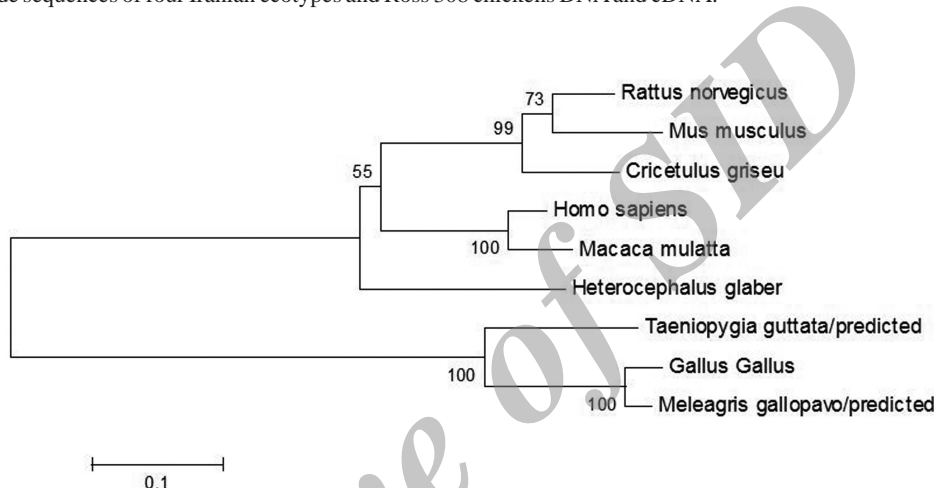 sequences of four Iranian ecotypes and Ross 308 chickens DNA and cDNA.
Rattus norvegicus
73
Mus musculus
99
Cricetulus griseu
55
Homo sapiens
100
Macaca mulatta
Heterocephalus glaber
Taeniopygia guttata/predicted
100
Gallus Gallus
100
Meleagris gallopavo/predicted
0.1
of SID